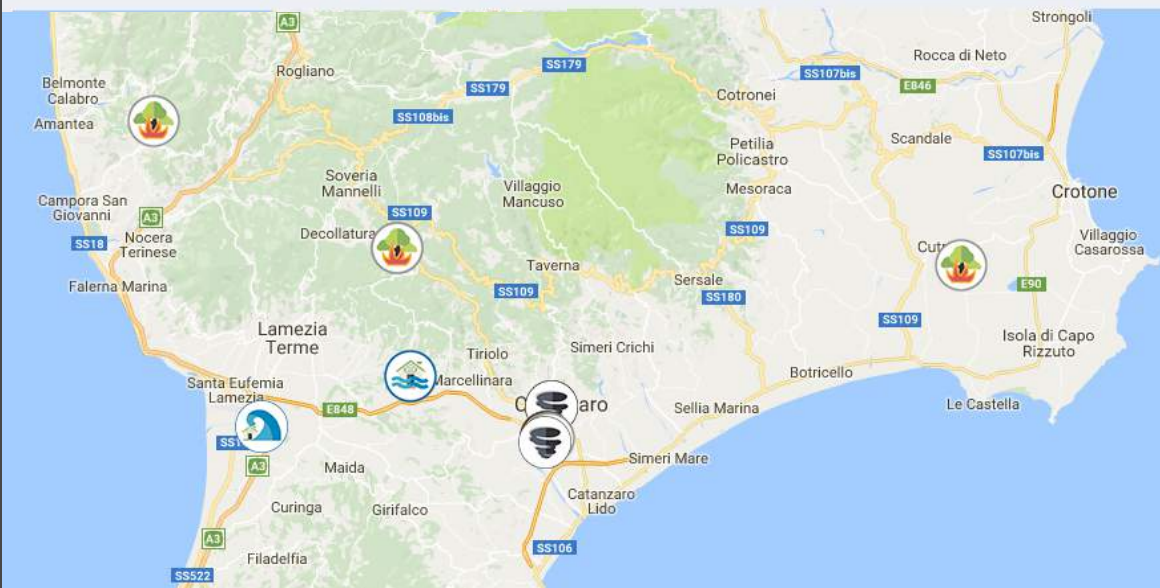 A3
Strongoli
Rogliano
SS179
Rocca di Neto
Belmonte
Calabro
SS179
SS107bis
E846
Cotronei
Amantea
SS108bis
Scandale
Petilia
Policastro
SS107bis
Soveria
Mannelli
Villaggio
Mancuso
Mesoraca
Crotone
Campora San
Giovanni
A3
SS109
SS18
Nocera
Terinese
Decollatura
SS109
Cut
Villaggio
Casarossa
Taverna
Sersale
Falerna Marina
SS109
SS180
E90
SS109
Lamezia
Terme
Isola di Capo
Rizzuto
Tiriolo
Simeri Crichi
Botricello
Santa Eufemia
Lamezia
Marcellinara
E848
C
aro
Sellia Marina
Le Castella
SS1
A3
Maida
Simeri Mare
Catanzaro
Lido
Curinga
Girifalco
A3
SS106
Filadelfia
SS522